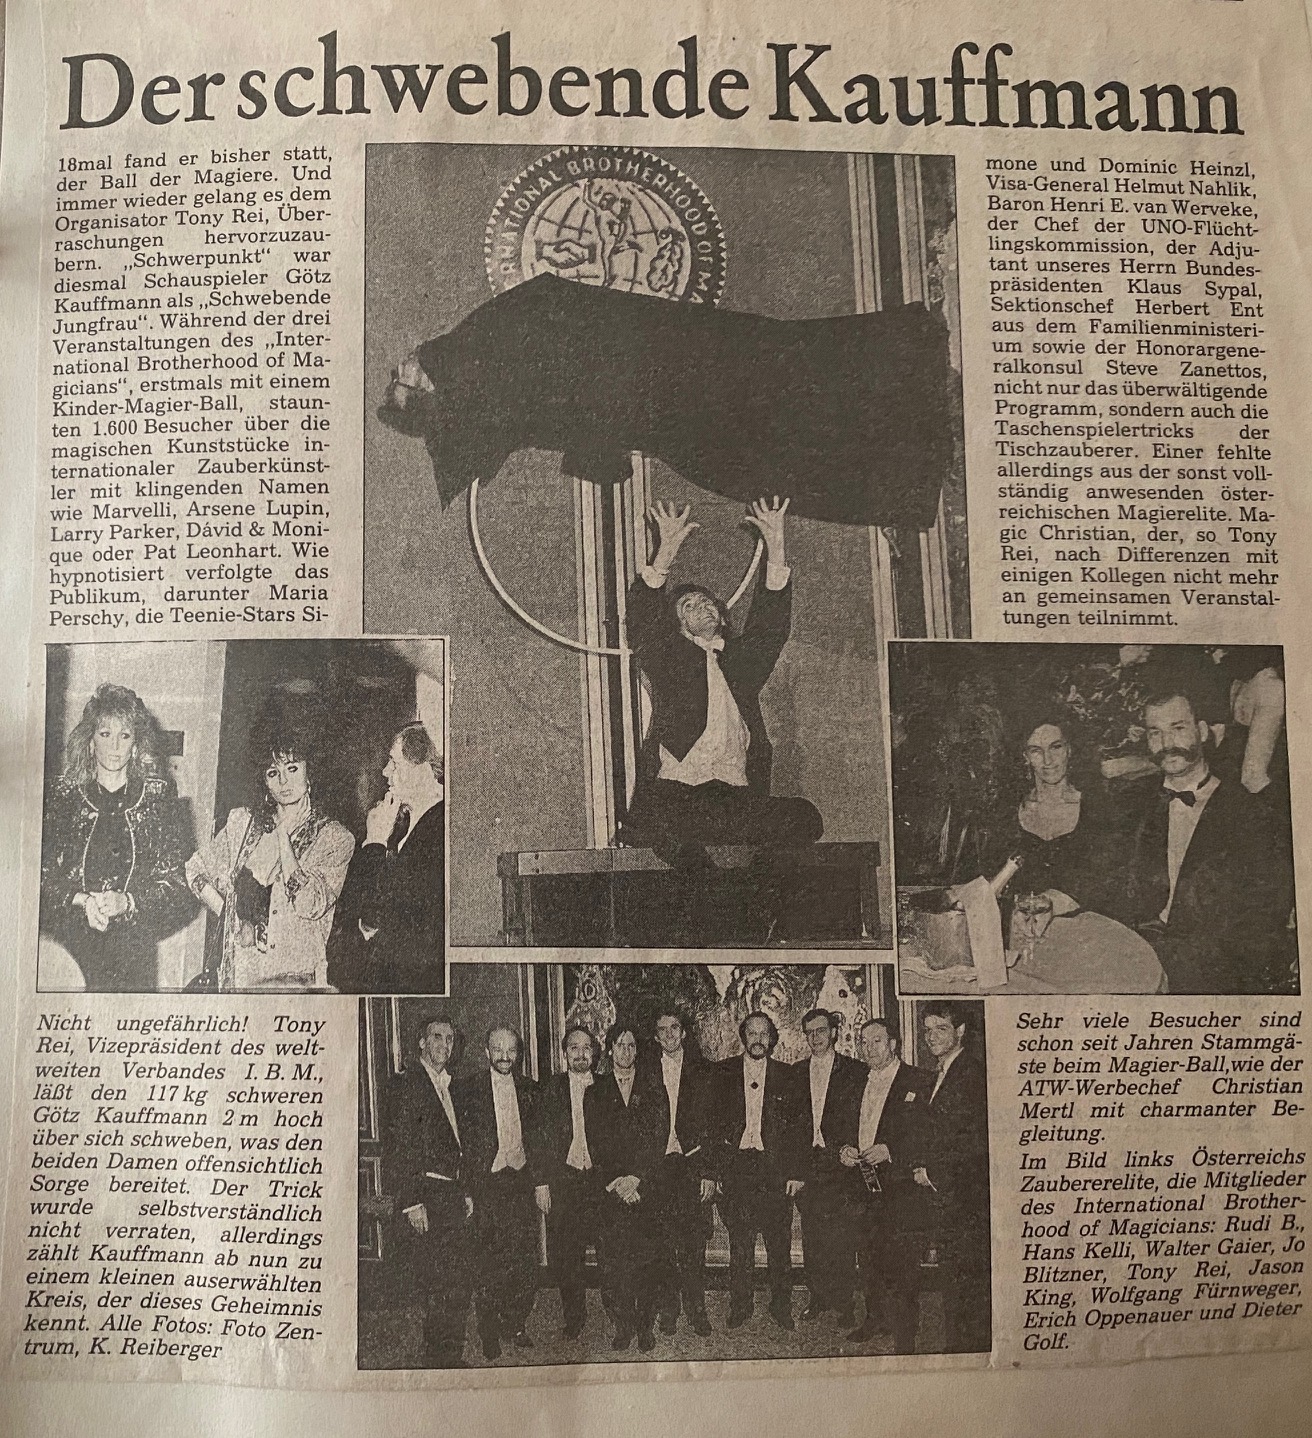 Der schwebende Kauffmann
18mal fand er bisher statt,
der Ball der Magiere. Und
immer wieder gelang es dem
Organisator Tony Rei, Über-
raschungen hervorzuzau-
bern. „Schwerpunkt“ war
diesmal Schauspieler Götz
Kauffmann als „Schwebende
Jungfrau“. Während der drei
Veranstaltungen des „Inter-
national Brotherhood of Ma-
gicians“, erstmals mit einem
Kinder-Magier-Ball, staun-
ten 1.600 Besucher über die
magischen Kunststücke in-
ternationaler Zauberkünst-
ler mit klingenden Namen
wie Marvelli, Arsene Lupin,
Larry Parker, Dávid & Moni-
que oder Pat Leonhart. Wie
hypnotisiert verfolgte das
Publikum, darunter Maria
Perschy, die Teenie-Stars Si-
RNATIONAL BROTHERHOOD OF MA
mone und Dominic Heinzl,
Visa-General Helmut Nahlik,
Baron Henri E. van Werveke,
der Chef der UNO-Flücht-
lingskommission, der Adju-
tant unseres Herrn Bundes-
präsidenten Klaus Sypal,
Sektionschef Herbert Ent
aus dem Familienministeri-
um sowie der Honorargene-
ralkonsul Steve Zanettos,
nicht nur das überwältigende
Programm, sondern auch die
Taschenspielertricks der
Tischzauberer. Einer fehlte
allerdings aus der sonst voll-
ständig anwesenden öster-
reichischen Magierelite. Ma-
gic Christian, der, so Tony
Rei, nach Differenzen mit
einigen Kollegen nicht mehr
an gemeinsamen Veranstal-
tungen teilnimmt.
Nicht ungefährlich! Tony
Rei, Vizepräsident des welt-
weiten Verbandes I. B. M.,
läßt den 117 kg schweren
Götz Kauffmann 2 m hoch
über sich schweben, was den
beiden Damen offensichtlich
Sorge bereitet. Der Trick
wurde selbstverständlich
nicht verraten, allerdings
zählt Kauffmann ab nun zu
einem kleinen auserwählten
Kreis, der dieses Geheimnis
kennt. Alle Fotos: Foto Zen-
trum, K. Reiberger
Sehr viele Besucher sind
schon seit Jahren Stammgä-
ste beim Magier-Ball,wie der
ATW-Werbechef Christian
Mertl mit charmanter Be-
gleitung.
Im Bild links Österreichs
Zaubererelite, die Mitglieder
des International Brother-
hood of Magicians: Rudi B.,
Hans Kelli, Walter Gaier, Jo
Blitzner, Tony Rei, Jason
King, Wolfgang Fürnweger,
Erich Oppenauer und Dieter
Golf.